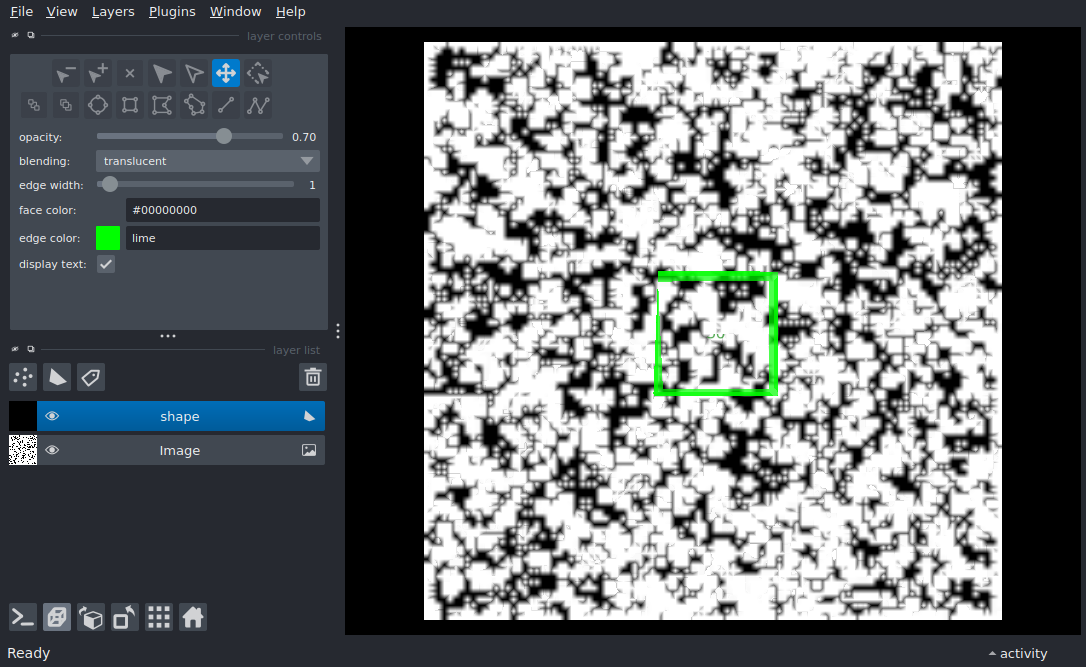 File View Layers Plugins Window Help
layer controls
opacity: 0.70
blending: translucent
edge width: 1
face color: #00000000
edge color: lime
display text:
layer list
shape
Image
Ready
activity